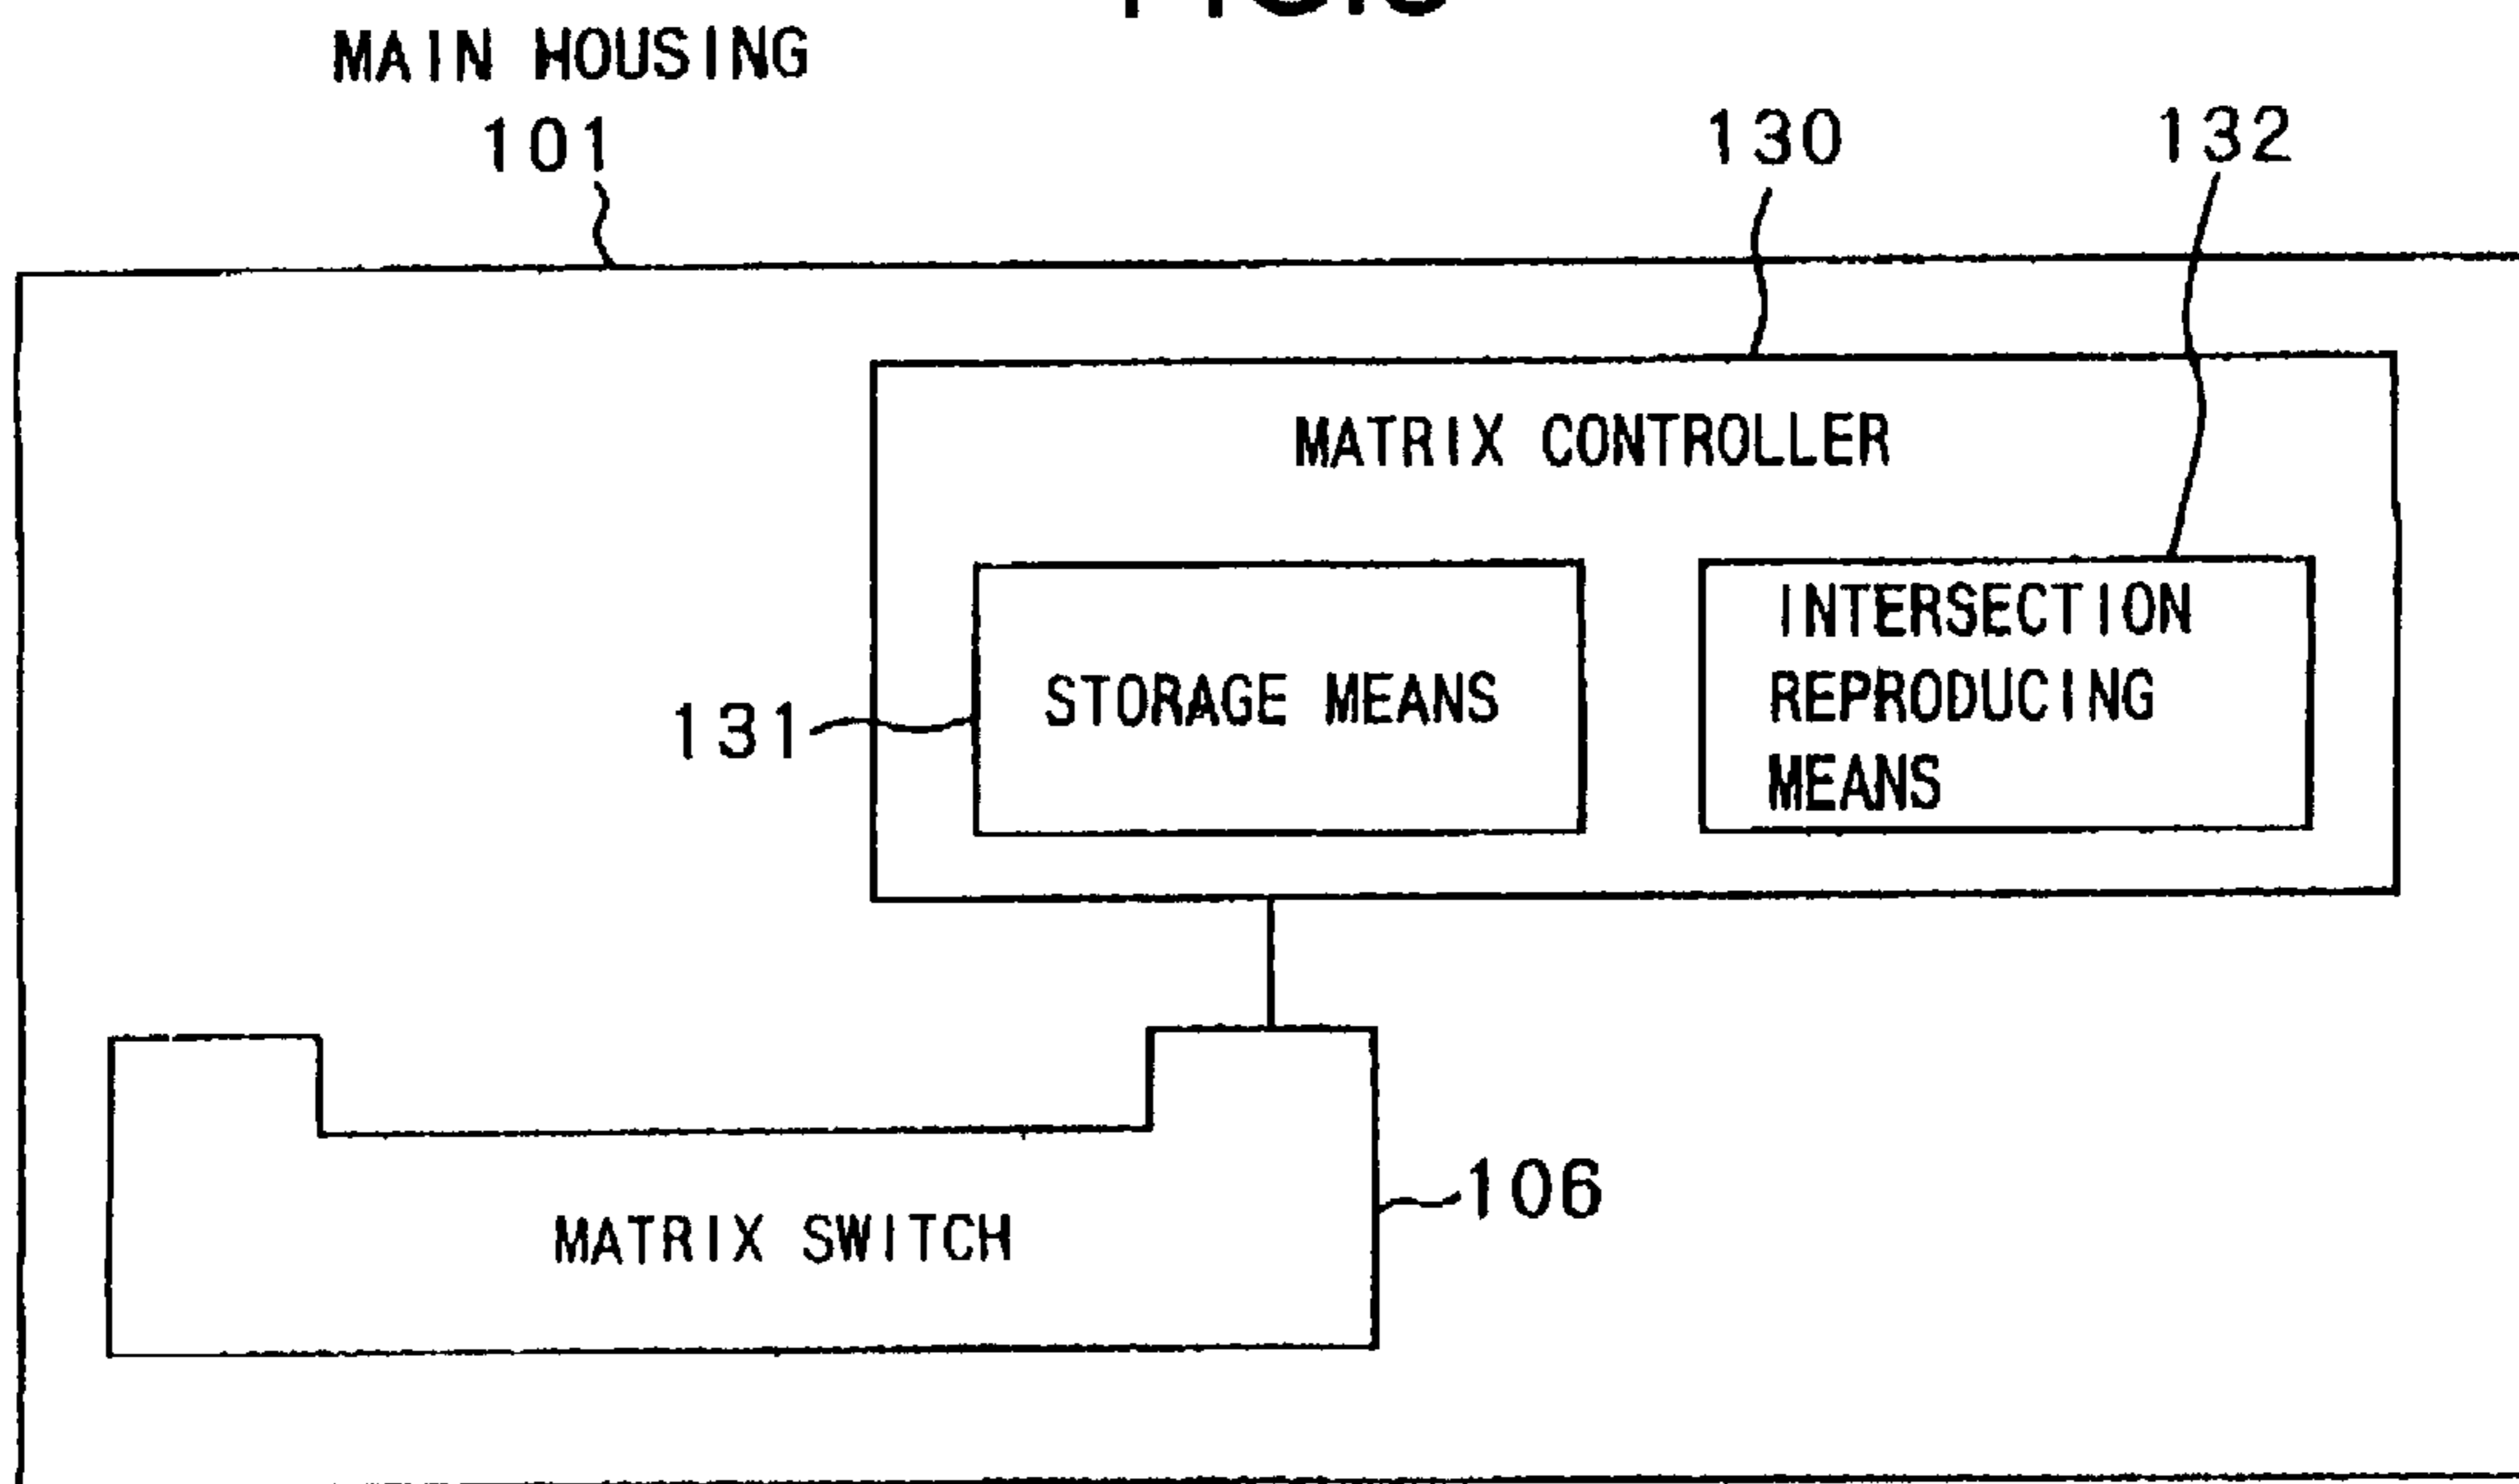 MAIN HOUSING
101
130
132
MATRIX CONTROLLER
131
STORAGE MEANS
INTERSECTION
REPRODUCING
MEANS
106
MATRIX SWITCH